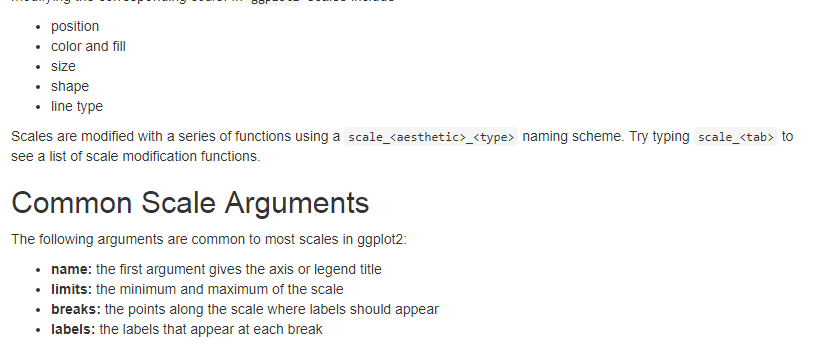 position
color and fill
size
shape
line type
Scales are modified with a series of functions using a scale_<aesthetic>_<type> naming scheme. Try typing scale_<tab> to
see a list of scale modification functions.
Common Scale Arguments
The following arguments are common to most scales in ggplot2:
name: the first argument gives the axis or legend title
limits: the minimum and maximum of the scale
breaks: the points along the scale where labels should appear
labels: the labels that appear at each break